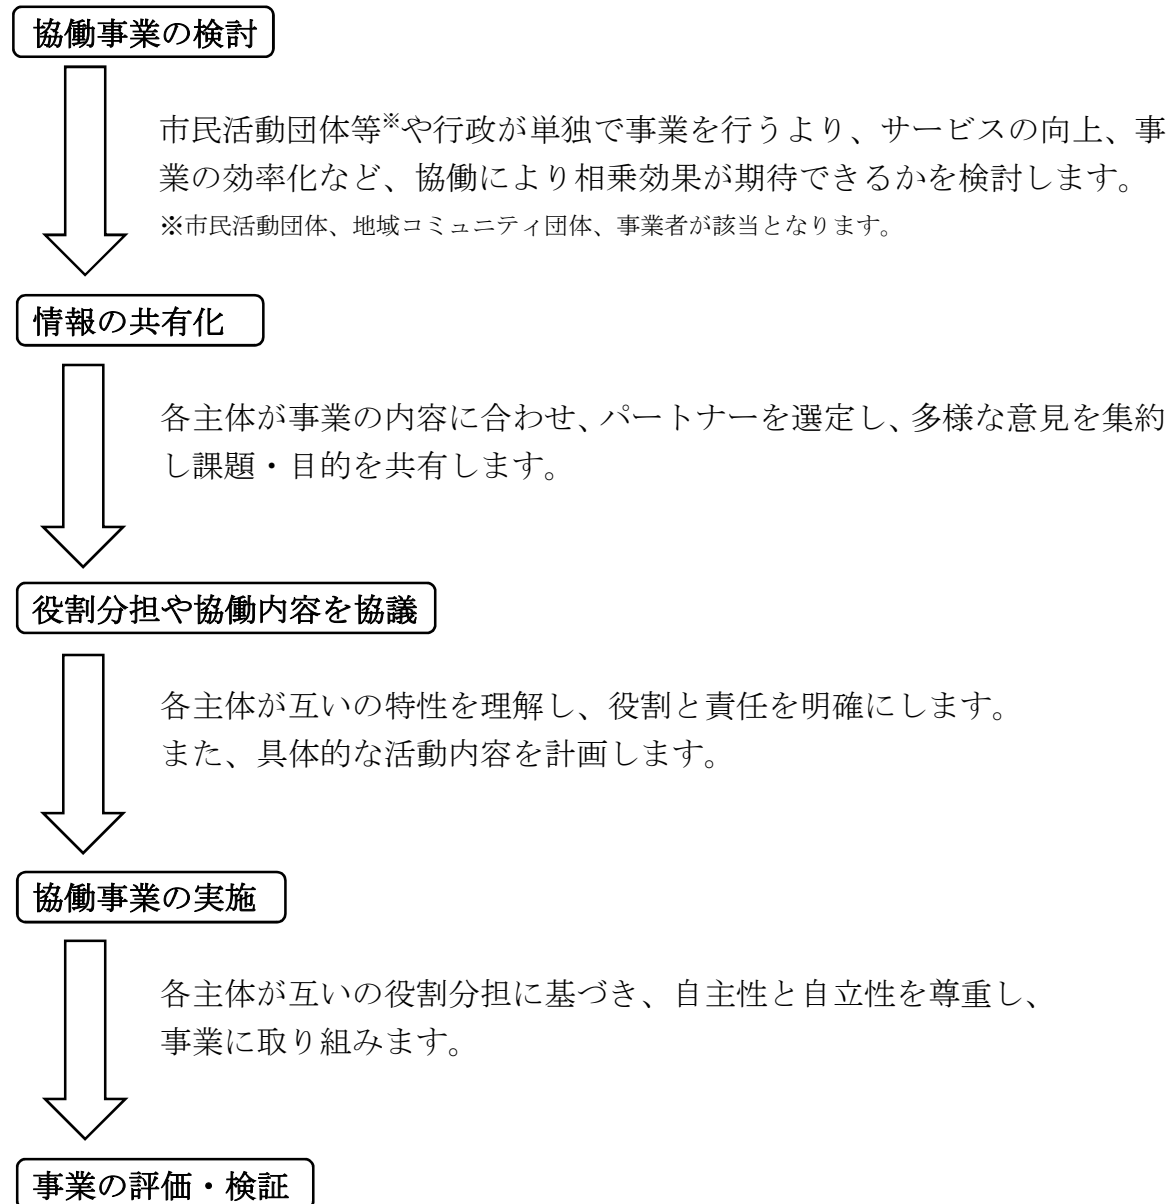 協働事業の検討
市民活動団体等※や行政が単独で事業を行うより、サービスの向上、事
業の効率化など、協働により相乗効果が期待できるかを検討します。
※市民活動団体、地域コミュニティ団体、事業者が該当となります。
情報の共有化
各主体が事業の内容に合わせ、パートナーを選定し、多様な意見を集約
し課題・目的を共有します。
役割分担や協働内容を協議
各主体が互いの特性を理解し、役割と責任を明確にします。
また、具体的な活動内容を計画します。
協働事業の実施
各主体が互いの役割分担に基づき、自主性と自立性を尊重し、
事業に取り組みます。
事業の評価・検証